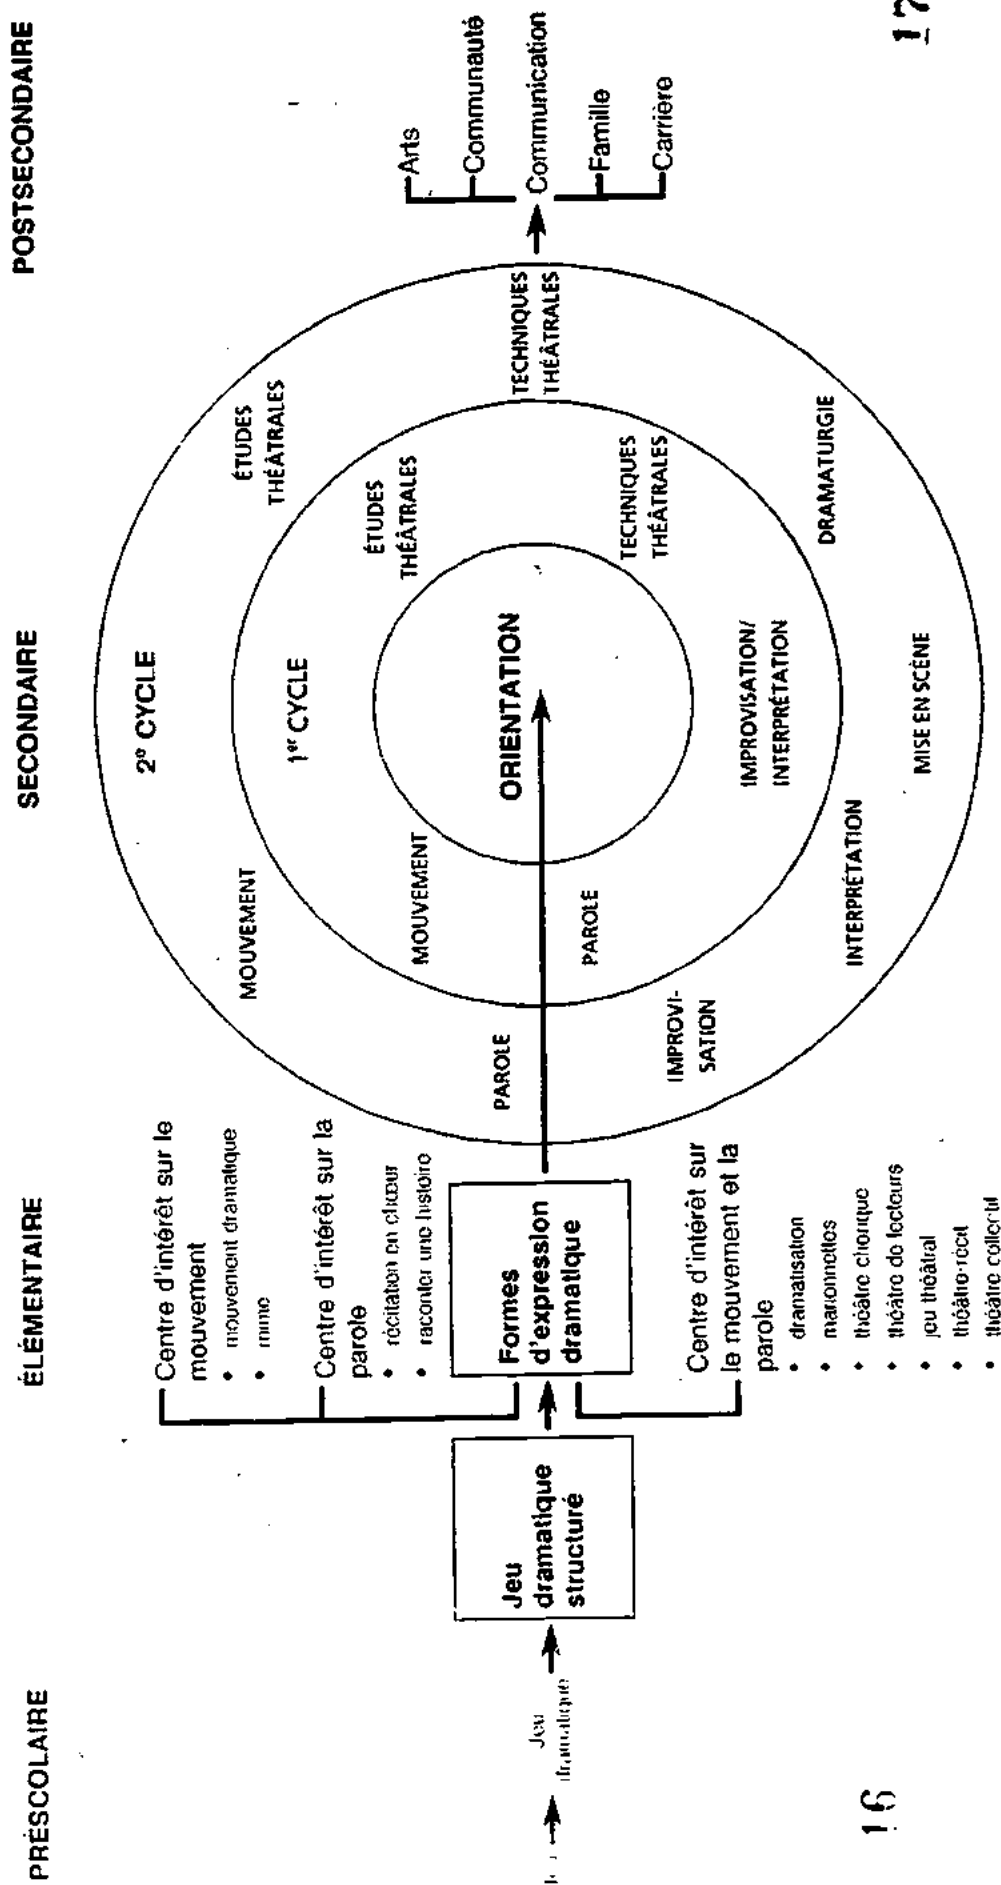 PRÉSCOLAIRE
ÉLÉMENTAIRE
SECONDAIRE
POSTSECONDAIRE
Jeu
dramatique
Jeu
dramatique
structuré
Centre d'intérêt sur le
mouvement
• mouvement dramatique
• mime
Centre d'intérêt sur la
parole
• récitation en chœur
• raconter une histoire
Formes
d'expression
dramatique
Centre d'intérêt sur
le mouvement et la
parole
• dramatisation
• marionnettes
• théâtre chorique
• théâtre de lecteurs
• jeu théâtral
• théâtre-récit
• théâtre collectif
2e CYCLE
MOUVEMENT
ÉTUDES
THÉÂTRALES
PAROLE
TECHNIQUES
THÉÂTRALES
IMPROVI-
SATION
INTERPRÉTATION
MISE EN SCÈNE
DRAMATURGIE
1er CYCLE
MOUVEMENT
ÉTUDES
THÉÂTRALES
PAROLE
TECHNIQUES
THÉÂTRALES
IMPROVISATION/
INTERPRÉTATION
ORIENTATION
Arts
Communauté
Communication
Famille
Carrière
16
17